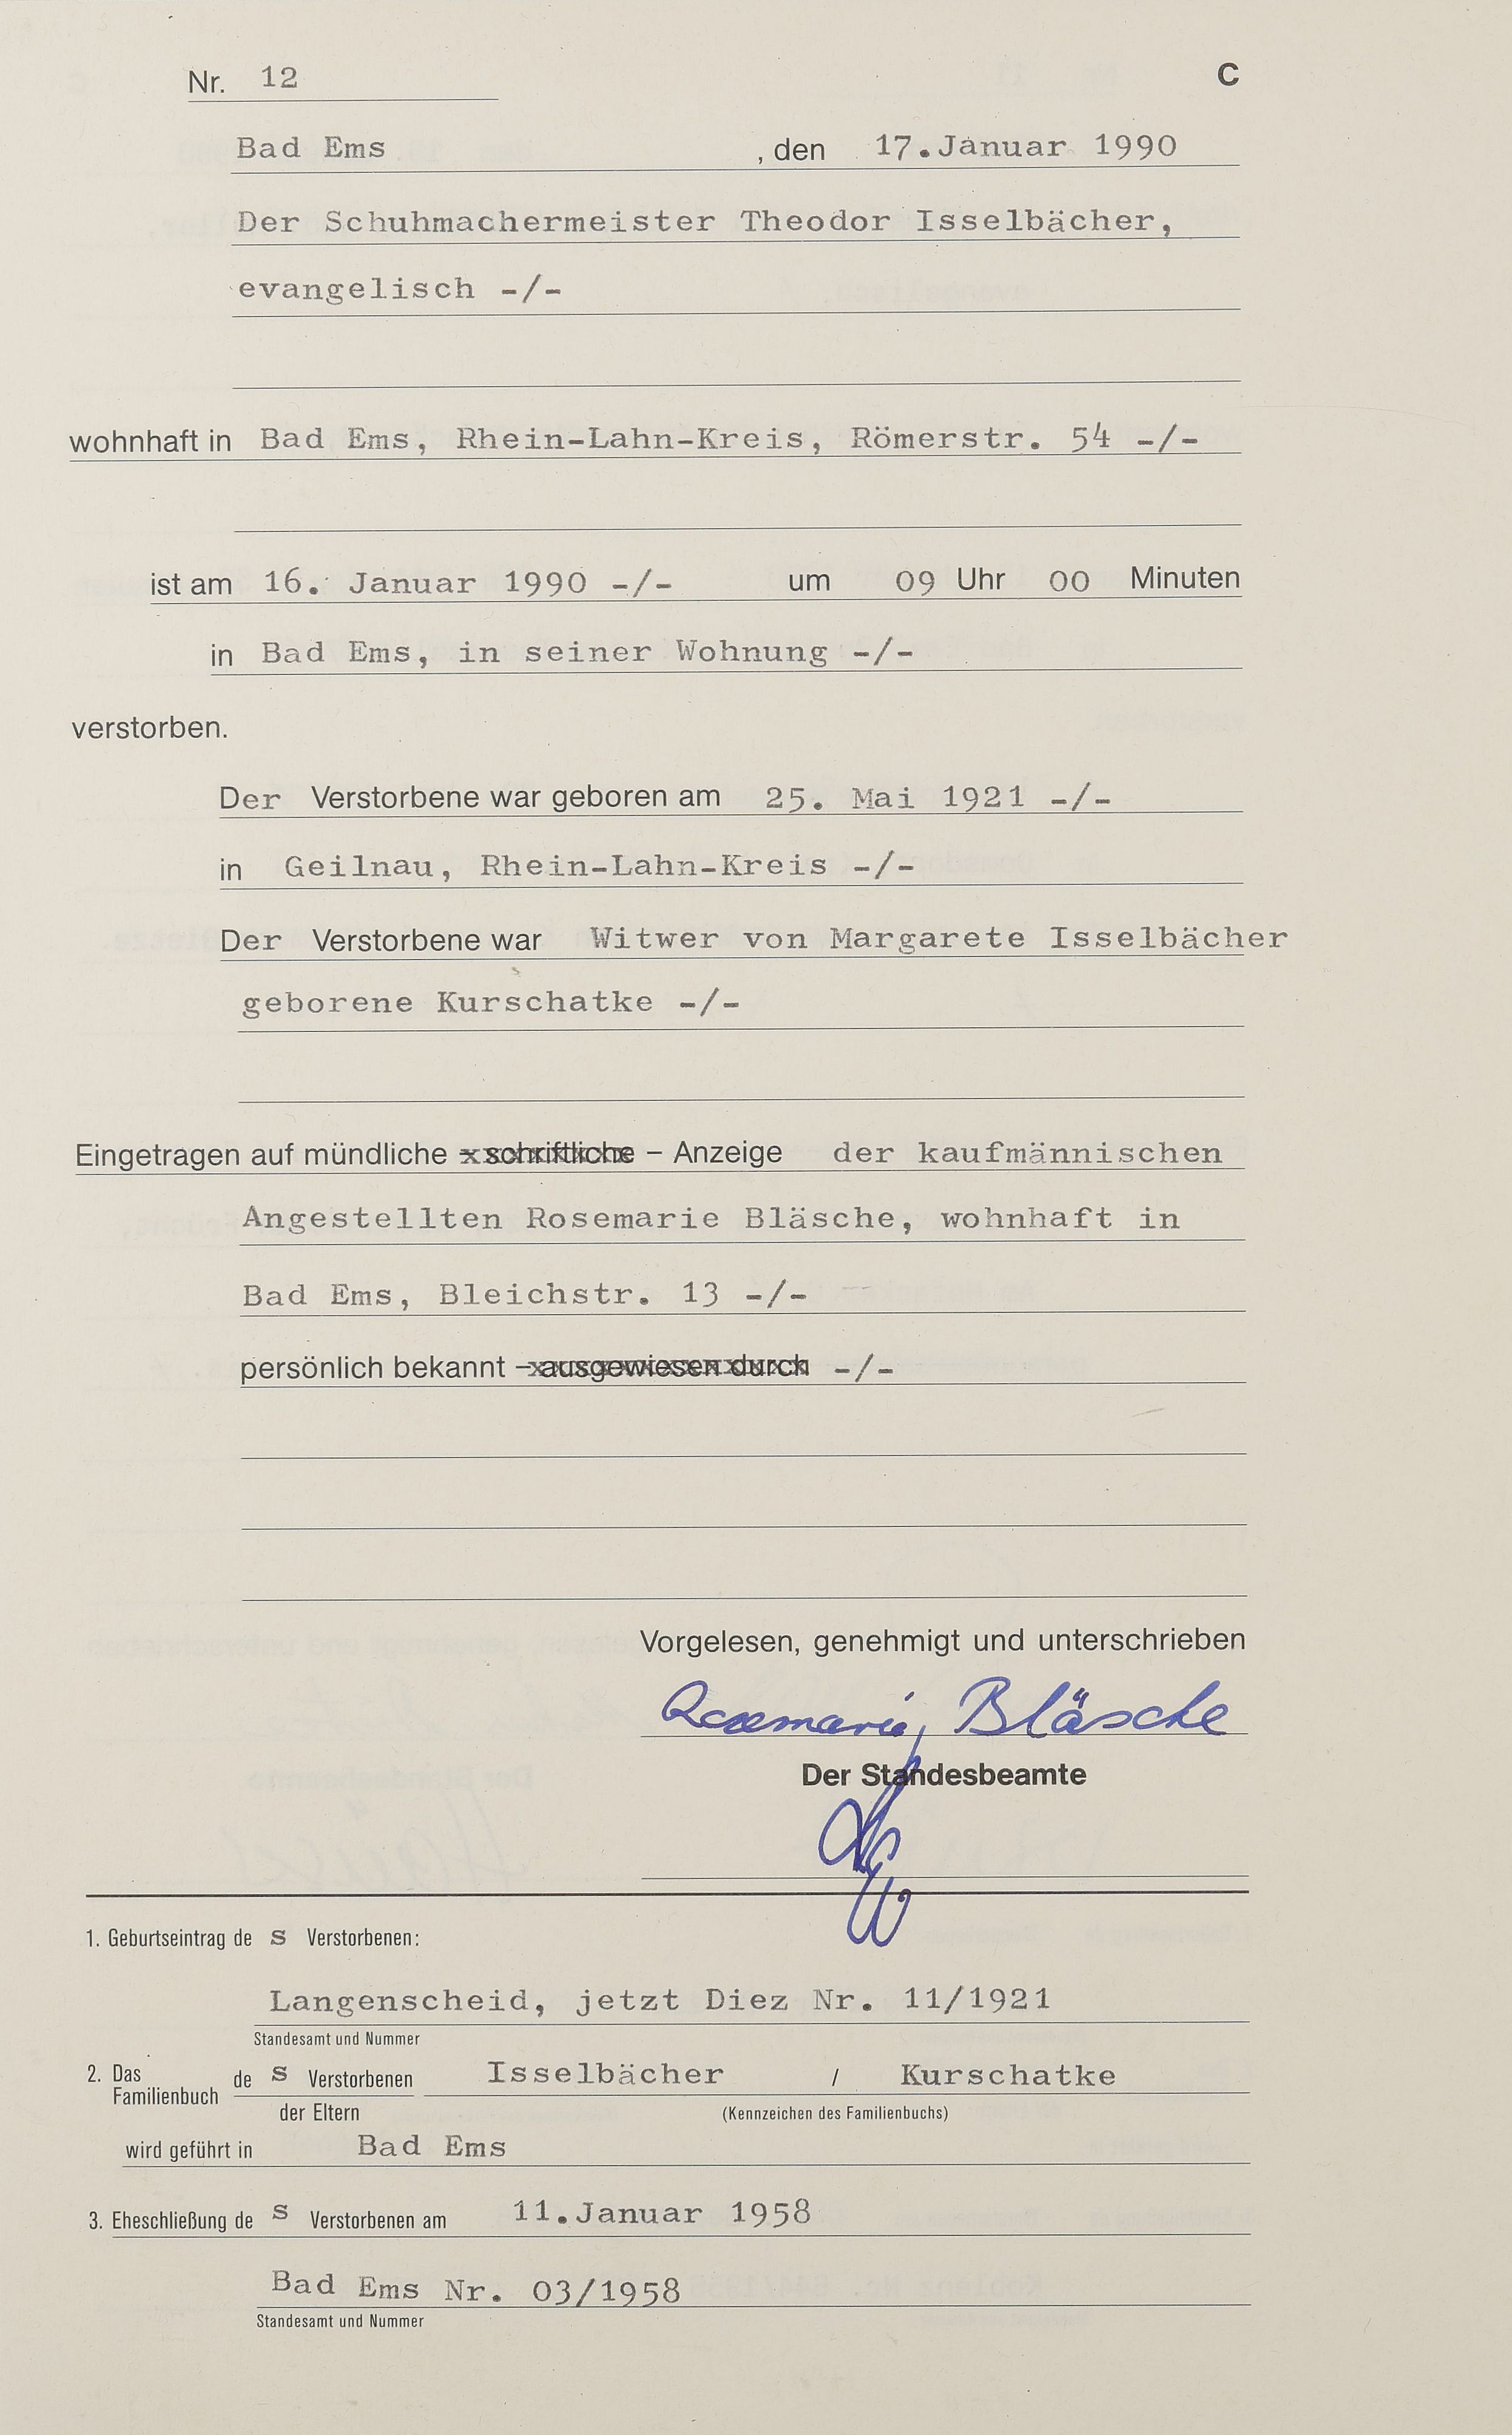 Nr. 12 C
Bad Ems , den 17.Januar 1990
Der Schuhmachermeister Theodor Isselbächer,
evangelisch -/-
wohnhaft in Bad Ems, Rhein-Lahn-Kreis, Römerstr. 54 -/-
ist am 16. Januar 1990 -/- um 09 Uhr 00 Minuten
in Bad Ems, in seiner Wohnung -/-
verstorben.
Der Verstorbene war geboren am 25. Mai 1921 -/-
in Geilnau, Rhein-Lahn-Kreis -/-
Der Verstorbene war Witwer von Margarete Isselbächer
geborene Kurschatke -/-
Eingetragen auf mündliche – schriftliche – Anzeige der kaufmännischen
Angestellten Rosemarie Bläsche, wohnhaft in
Bad Ems, Bleichstr. 13 -/-
persönlich bekannt – ausgewiesen durch -/-
Vorgelesen, genehmigt und unterschrieben
Rosemarie Bläsche
Der Standesbeamte
1. Geburtseintrag de s Verstorbenen:
Langenscheid, jetzt Diez Nr. 11/1921
Standesamt und Nummer
2. Das Familienbuch de s Verstorbenen Isselbächer / Kurschatke
der Eltern (Kennzeichen des Familienbuchs)
wird geführt in Bad Ems
3. Eheschließung de s Verstorbenen am 11.Januar 1958
Bad Ems Nr. 03/1958
Standesamt und Nummer